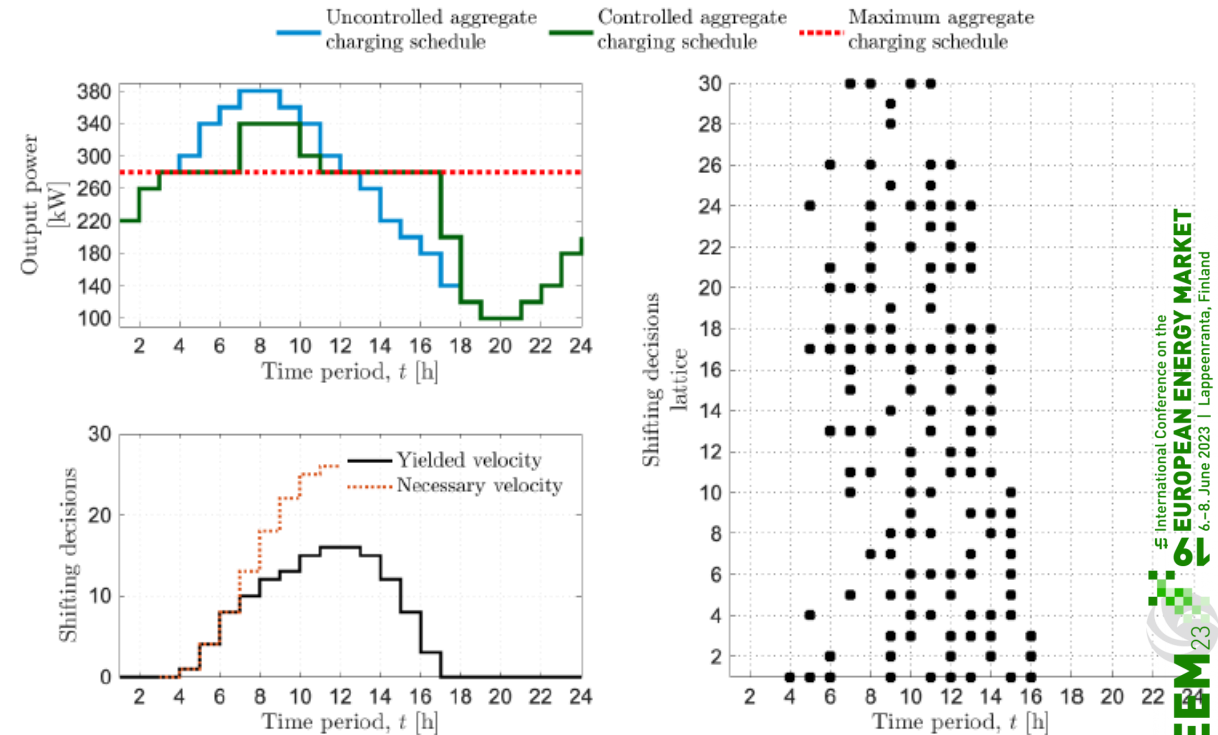 Uncontrolled aggregate
charging schedule
Controlled aggregate
charging schedule
Maximum aggregate
charging schedule
Output power
[kW]
380
340
300
260
220
180
140
100
2 4 6 8 10 12 14 16 18 20 22 24
Time period, t [h]
Shifting decisions
30
20
10
0
Yielded velocity
Necessary velocity
2 4 6 8 10 12 14 16 18 20 22 24
Time period, t [h]
Shifting decisions
lattice
30
28
26
24
22
20
18
16
14
12
10
8
6
4
2
2 4 6 8 10 12 14 16 18 20 22 24
Time period, t [h]
International Conference on the
19 EUROPEAN ENERGY MARKET
6.–8. June 2023 | Lappeenranta, Finland
EM 23